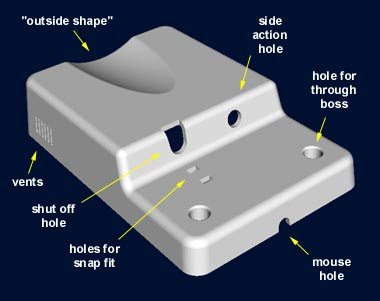 "outside shape"
side
action
hole
hole for
through
boss
vents
shut off
hole
holes for
snap fit
mouse
hole